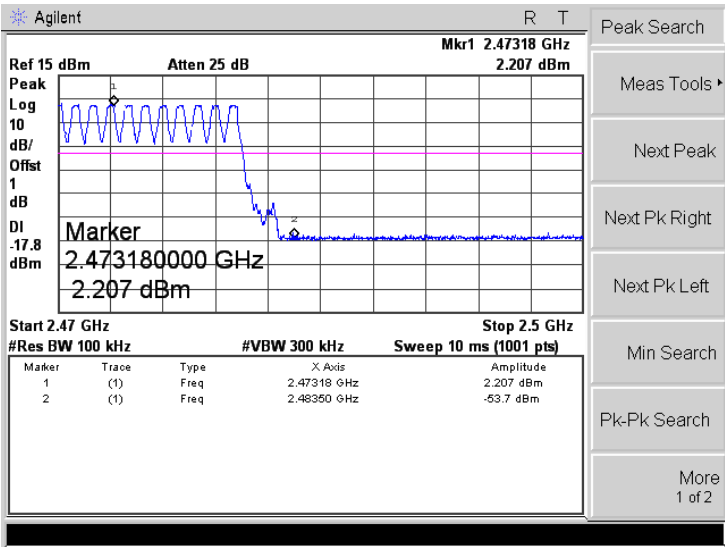 Agilent R T
Mkr1 2.47318 GHz
Ref 15 dBm Atten 25 dB 2.207 dBm
Peak
Log
10
dB/
Offst
1
dB
DI
-17.8
dBm
1
2
Marker
2.473180000 GHz
2.207 dBm
Start 2.47 GHz Stop 2.5 GHz
#Res BW 100 kHz #VBW 300 kHz Sweep 10 ms (1001 pts)
Marker Trace Type X Axis Amplitude
1 (1) Freq 2.47318 GHz 2.207 dBm
2 (1) Freq 2.48350 GHz -53.7 dBm
Peak Search
Meas Tools
Next Peak
Next Pk Right
Next Pk Left
Min Search
Pk-Pk Search
More
1 of 2